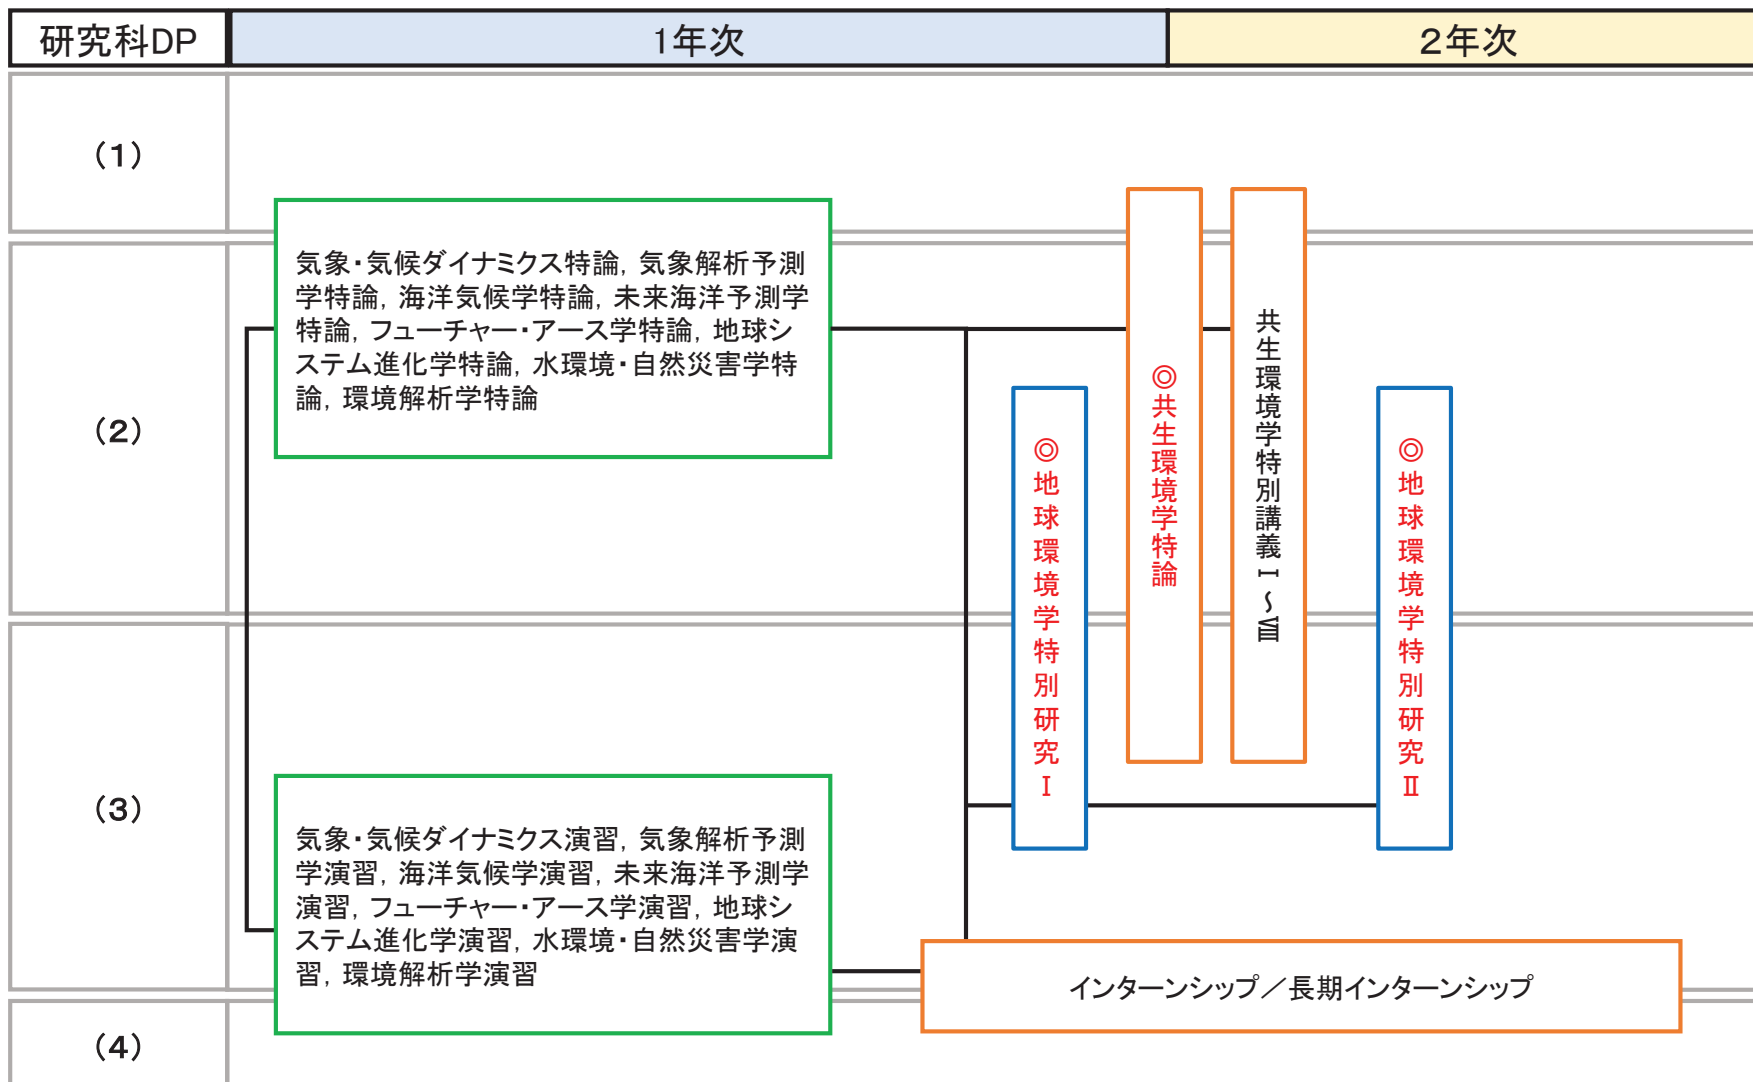 研究科DP
1年次
2年次
（1）
（2）
（3）
（4）
気象・気候ダイナミクス特論，気象解析予測
学特論，海洋気候学特論，未来海洋予測学
特論，フューチャー・アース学特論，地球シ
ステム進化学特論，水環境・自然災害学特
論，環境解析学特論
◎地球環境学特別研究Ⅰ
◎共生環境学特論
共生環境学特別講義Ⅰ～Ⅷ
◎地球環境学特別研究Ⅱ
気象・気候ダイナミクス演習，気象解析予測
学演習，海洋気候学演習，未来海洋予測学
演習，フューチャー・アース学演習，地球シ
ステム進化学演習，水環境・自然災害学演
習，環境解析学演習
インターンシップ／長期インターンシップ